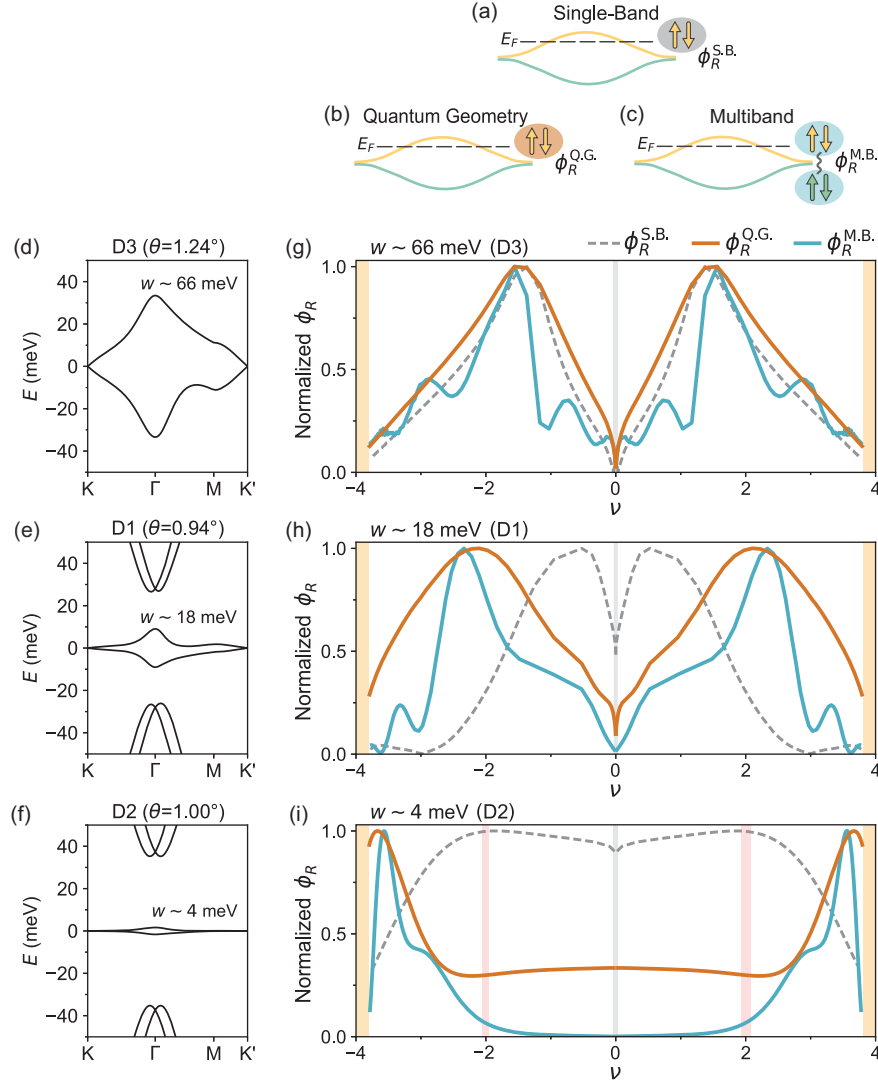 (a) Single-Band
E_F
ϕ_R^{S.B.}
(b) Quantum Geometry
E_F
ϕ_R^{Q.G.}
(c) Multiband
E_F
ϕ_R^{M.B.}
(d) D3 (θ=1.24°)
w ~ 66 meV
E (meV)
40
20
0
−20
−40
K Γ M K'
(g) w ~ 66 meV (D3)
ϕ_R^{S.B.} ϕ_R^{Q.G.} ϕ_R^{M.B.}
Normalized ϕ_R
1.0
0.5
0.0
−4 −2 0 2 4
ν
(e) D1 (θ=0.94°)
w ~ 18 meV
E (meV)
40
20
0
−20
−40
K Γ M K'
(h) w ~ 18 meV (D1)
Normalized ϕ_R
1.0
0.5
0.0
−4 −2 0 2 4
ν
(f) D2 (θ=1.00°)
w ~ 4 meV
E (meV)
40
20
0
−20
−40
K Γ M K'
(i) w ~ 4 meV (D2)
Normalized ϕ_R
1.0
0.5
0.0
−4 −2 0 2 4
ν